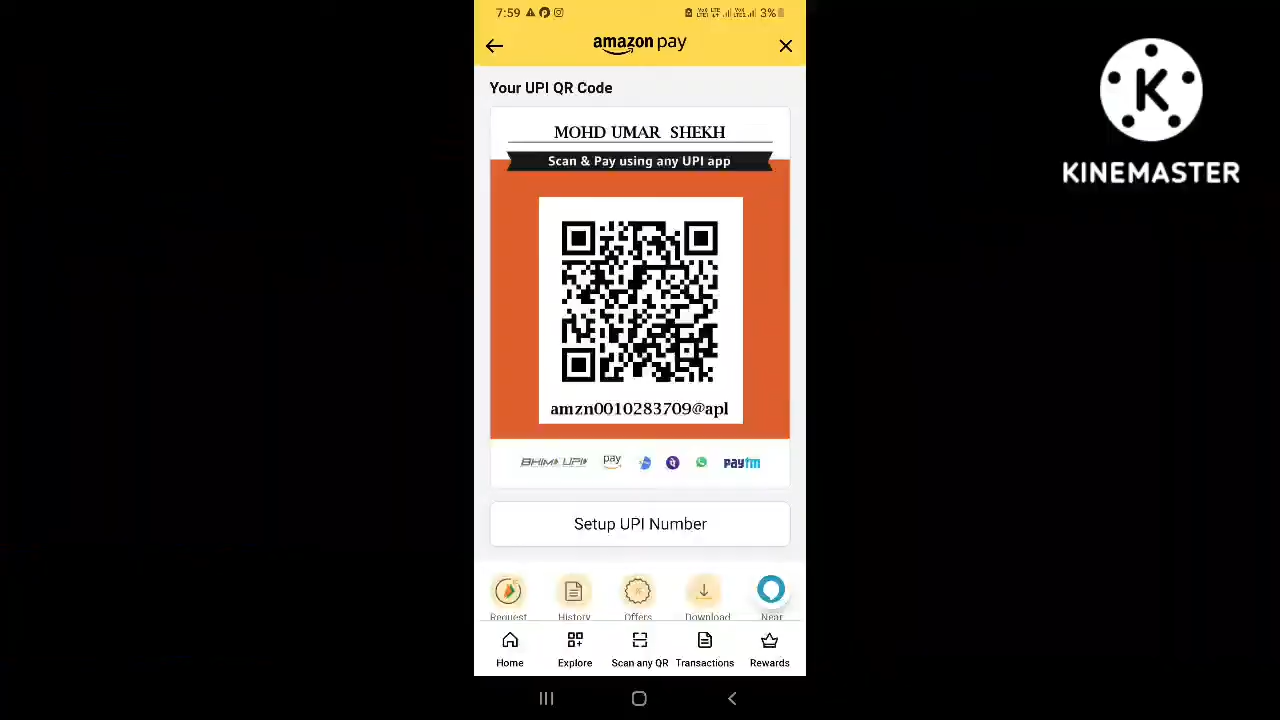 7:59
3%
amazon pay
KINEMASTER
Your UPI QR Code
MOHD UMAR SHEKH
Scan & Pay using any UPI app
amzn0010283709@apl
BHIM UPI pay paytm
Setup UPI Number
Request History Offers Download Near
Home Explore Scan any QR Transactions Rewards